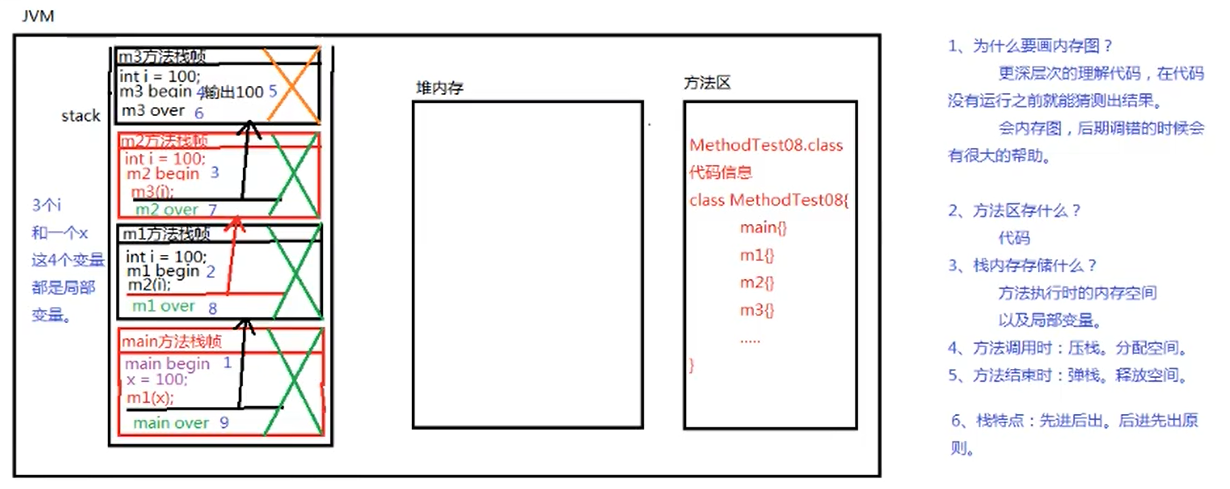 JVM
stack
3个i
和一个x
这4个变量
都是局部
变量。
m3方法栈帧
int i = 100;
m3 begin 4 输出100 5
m3 over 6
m2方法栈帧
int i = 100;
m2 begin 3
m3(i);
m2 over 7
m1方法栈帧
int i = 100;
m1 begin 2
m2(i);
m1 over 8
main方法栈帧
main begin 1
x = 100;
m1(x);
main over 9
堆内存
方法区
MethodTest08.class
代码信息
class MethodTest08{
main{}
m1{}
m2{}
m3{}
.....
}
1、为什么要画内存图？
更深层次的理解代码，在代码
没有运行之前就能猜测出结果。
会内存图，后期调错的时候会
有很大的帮助。
2、方法区存什么？
代码
3、栈内存存储什么？
方法执行时的内存空间
以及局部变量。
4、方法调用时：压栈。分配空间。
5、方法结束时：弹栈。释放空间。
6、栈特点：先进后出。后进先出原
则。